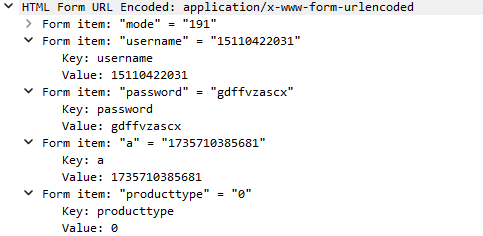 HTML Form URL Encoded: application/x-www-form-urlencoded
Form item: "mode" = "191"
Form item: "username" = "15110422031"
Key: username
Value: 15110422031
Form item: "password" = "gdffvzascx"
Key: password
Value: gdffvzascx
Form item: "a" = "1735710385681"
Key: a
Value: 1735710385681
Form item: "producttype" = "0"
Key: producttype
Value: 0